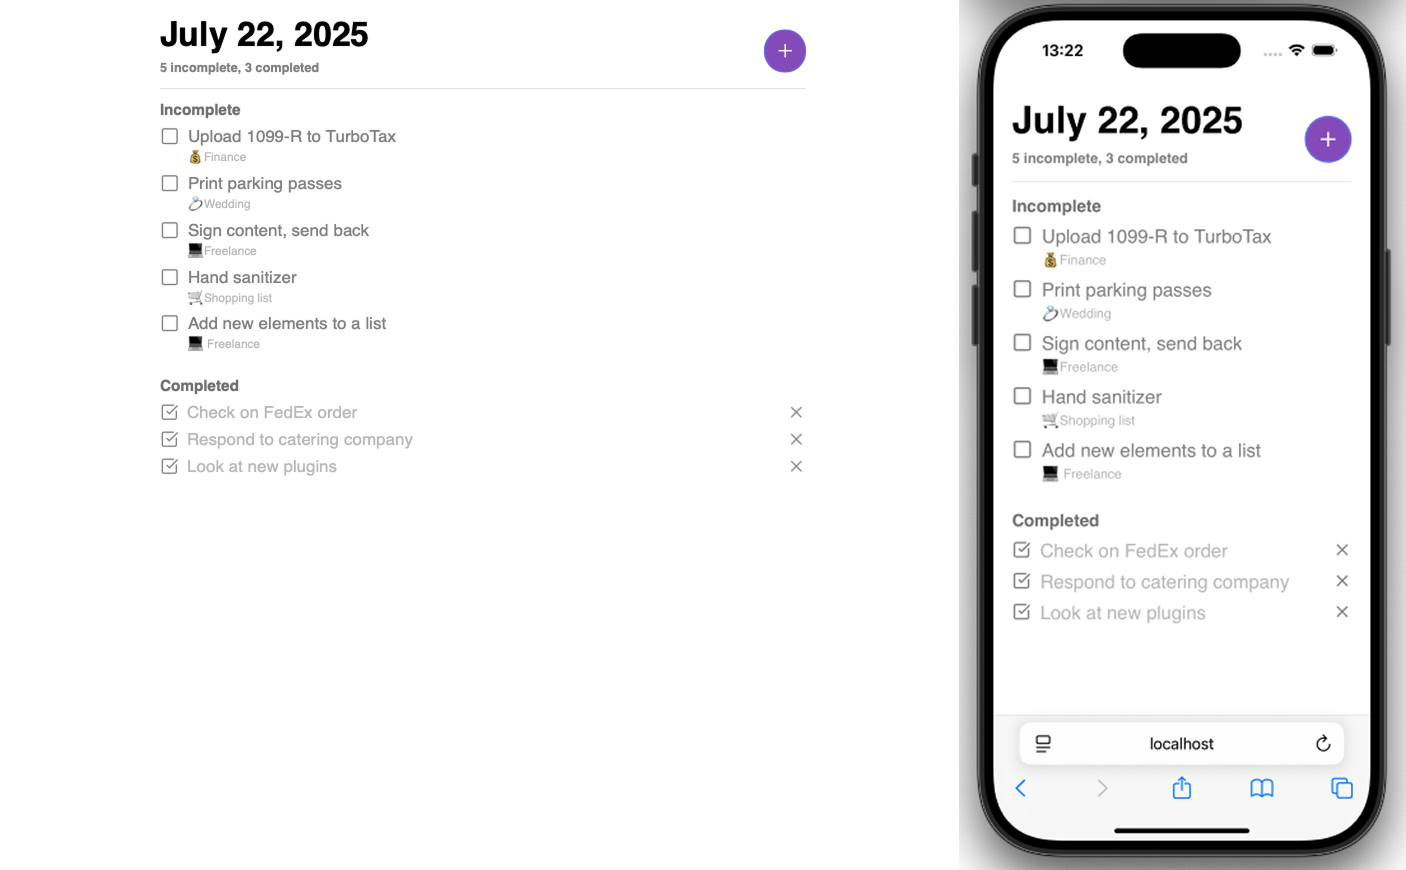 July 22, 2025
5 incomplete, 3 completed
Incomplete
Upload 1099-R to TurboTax
💰 Finance
Print parking passes
💍 Wedding
Sign content, send back
💻 Freelance
Hand sanitizer
🛒 Shopping list
Add new elements to a list
💻 Freelance
Completed
Check on FedEx order
Respond to catering company
Look at new plugins
13:22
July 22, 2025
5 incomplete, 3 completed
Incomplete
Upload 1099-R to TurboTax
💰 Finance
Print parking passes
💍 Wedding
Sign content, send back
💻 Freelance
Hand sanitizer
🛒 Shopping list
Add new elements to a list
💻 Freelance
Completed
Check on FedEx order
Respond to catering company
Look at new plugins
localhost